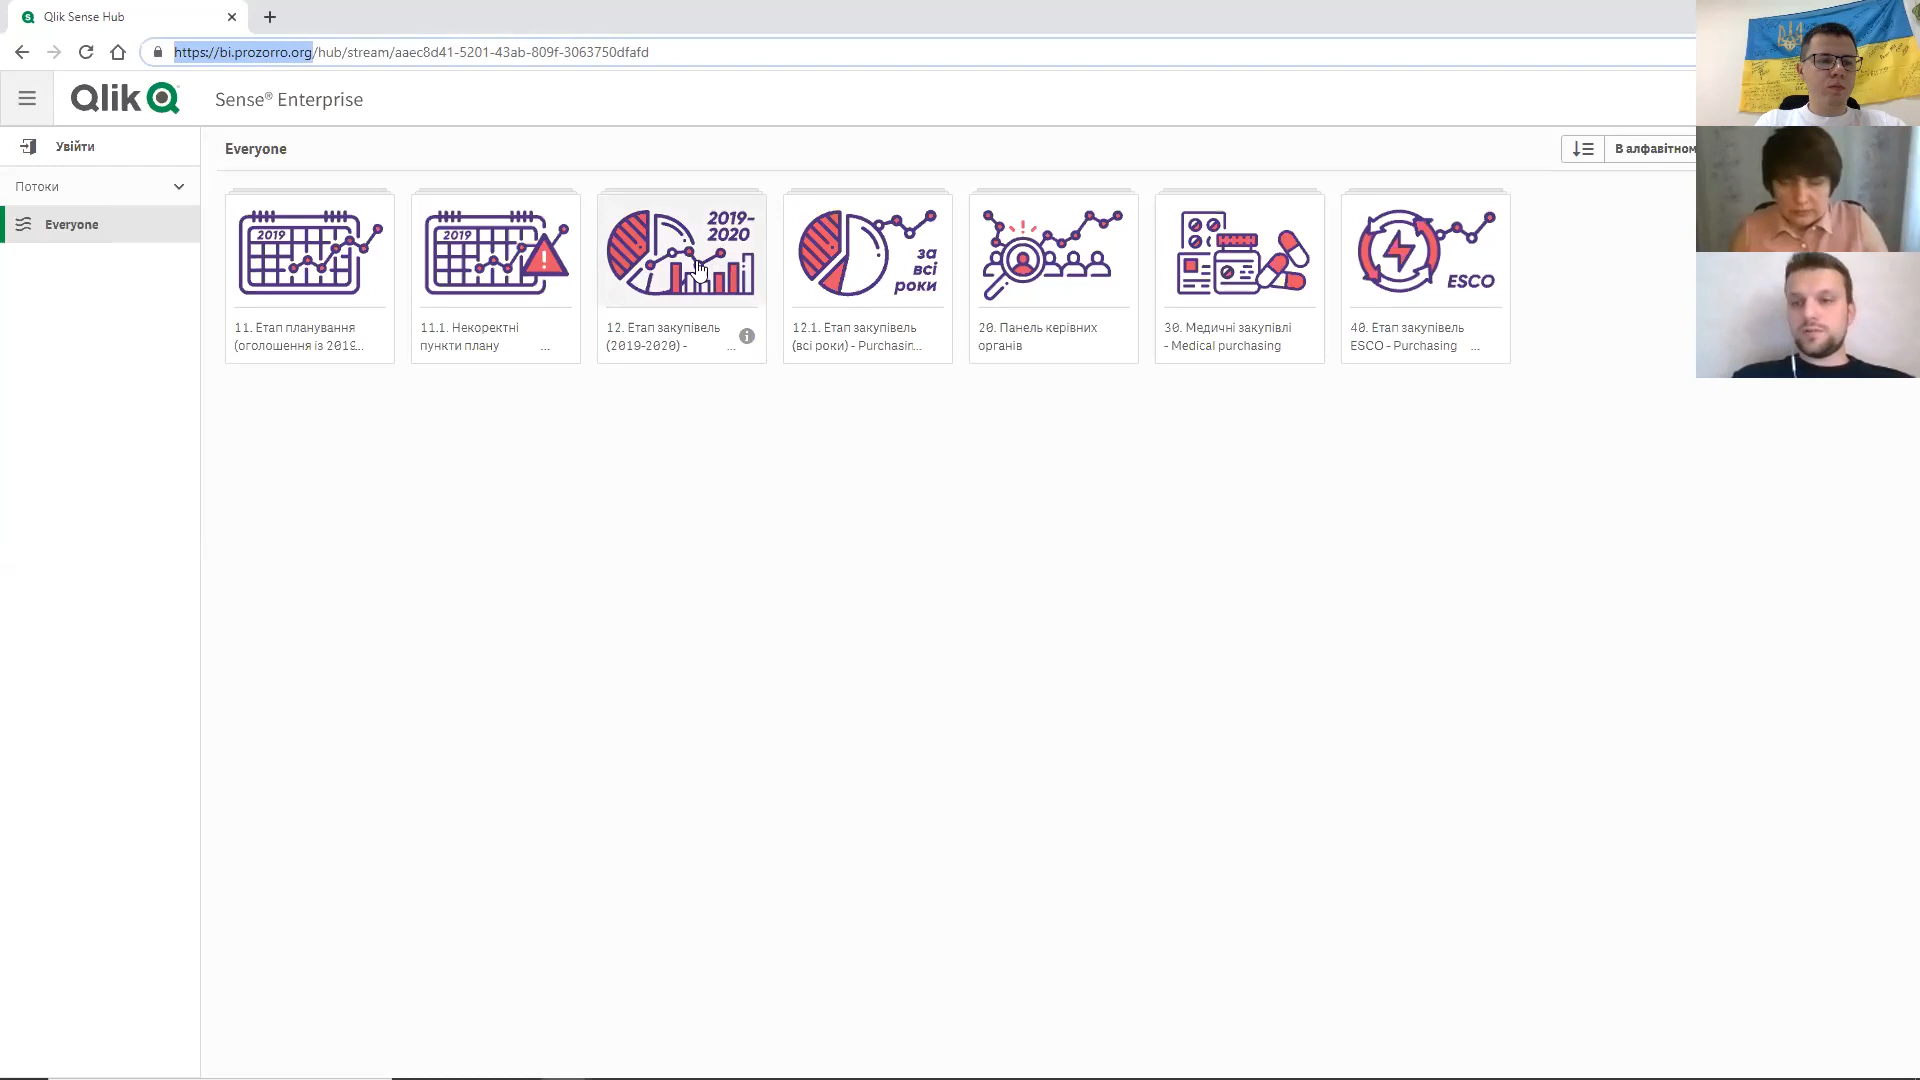 Qlik Sense Hub
https://bi.prozorro.org/hub/stream/aaec8d41-5201-43ab-809f-3063750dfafd
Qlik
Sense® Enterprise
Увійти
Потоки
Everyone
Everyone
В алфавітном
2019
11. Етап планування
(оголошення із 2019...
2019
11.1. Некоректні
пункти плану ...
2019-
2020
12. Етап закупівель
(2019-2020) - ...
за
всі
роки
12.1. Етап закупівель
(всі роки) - Purchasin...
20. Панель керівних
органів
30. Медичні закупівлі
- Medical purchasing
ESCO
40. Етап закупівель
ESCO - Purchasing ...